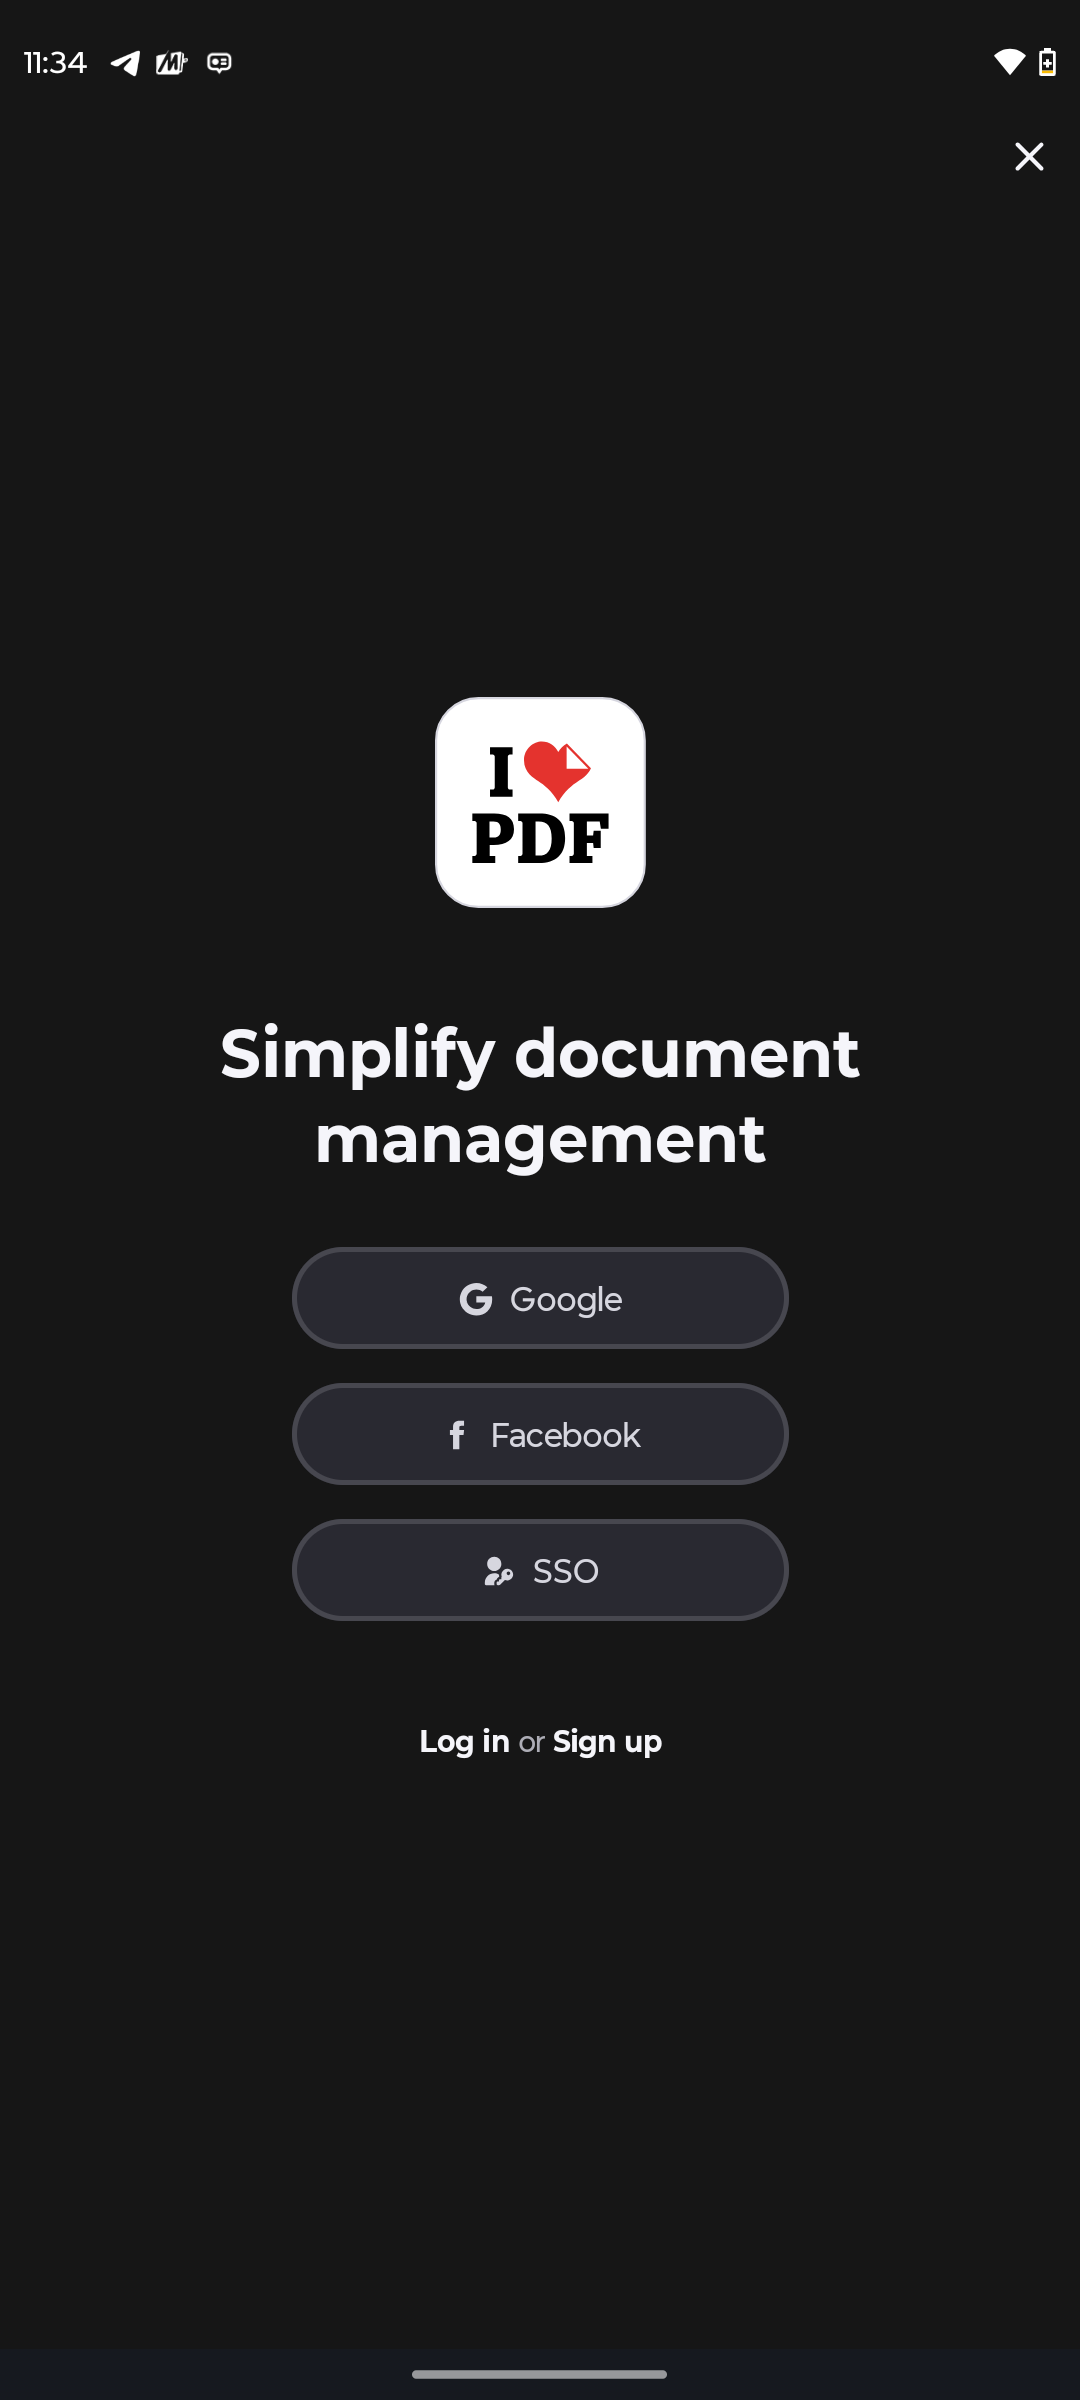 11:34
I
PDF
Simplify document
management
Google
Facebook
SSO
Log in or Sign up